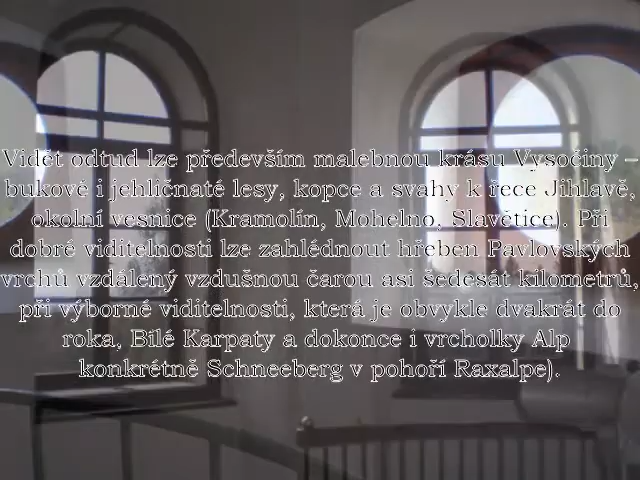 Vidět odtud lze především malebnou krásu Vysočiny –
bukové i jehličnaté lesy, kopce a svahy k řece Jihlavě,
okolní vesnice (Kramolín, Mohelno, Slavětice). Při
dobré viditelnosti lze zahlédnout hřeben Pavlovských
vrchů vzdálený vzdušnou čarou asi šedesát kilometrů,
při výborné viditelnosti, která je obvykle dvakrát do
roka, Bílé Karpaty a dokonce i vrcholky Alp
konkrétně Schneeberg v pohoří Raxalpe).